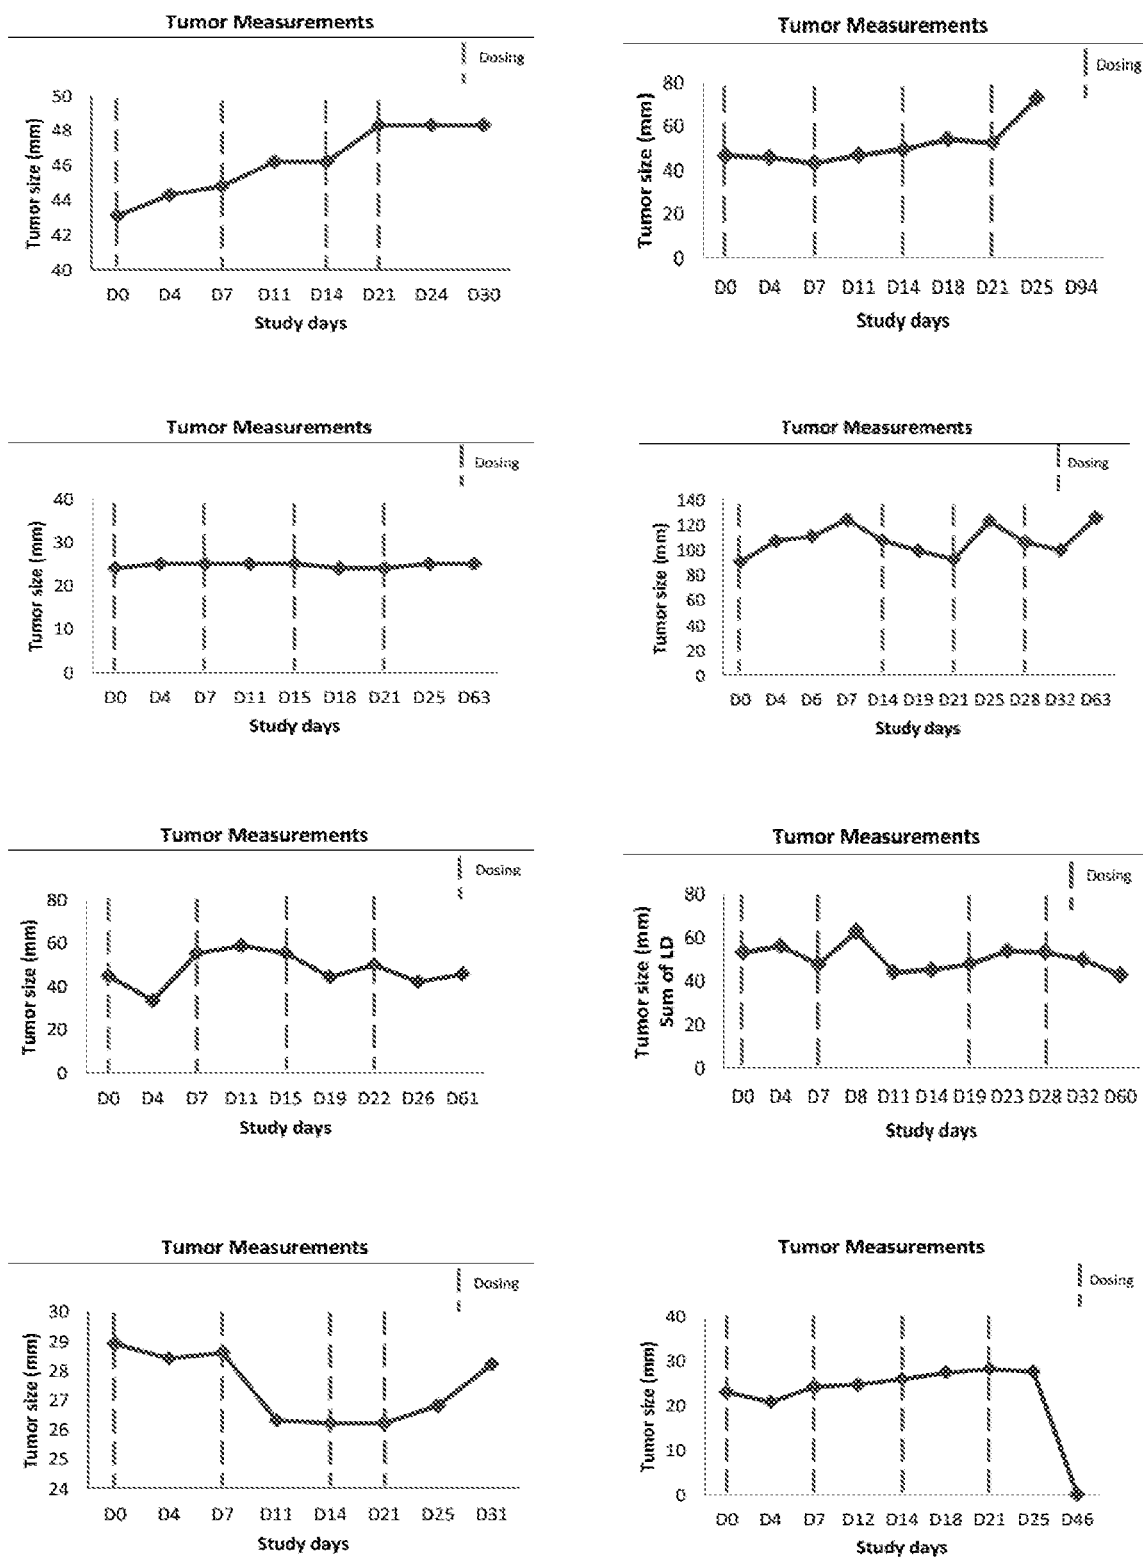 Tumor Measurements
Dosing
Tumor size (mm)
50
48
46
44
42
40
D0 D4 D7 D11 D14 D21 D24 D30
Study days
Tumor Measurements
Dosing
Tumor size (mm)
80
60
40
20
0
D0 D4 D7 D11 D14 D18 D21 D25 D94
Study days
Tumor Measurements
Dosing
Tumor size (mm)
40
30
20
10
0
D0 D4 D7 D11 D15 D18 D21 D25 D63
Study days
Tumor Measurements
Dosing
Tumor size (mm)
140
120
100
80
60
40
20
0
D0 D4 D6 D7 D14 D19 D21 D25 D28 D32 D63
Study days
Tumor Measurements
Dosing
Tumor size (mm)
80
60
40
20
0
D0 D4 D7 D11 D15 D19 D22 D26 D61
Study days
Tumor Measurements
Dosing
Tumor size (mm)
Sum of LD
80
60
40
20
0
D0 D4 D7 D8 D11 D14 D19 D23 D28 D32 D60
Study days
Tumor Measurements
Dosing
Tumor size (mm)
30
29
28
27
26
25
24
D0 D4 D7 D11 D14 D21 D25 D31
Study days
Tumor Measurements
Dosing
Tumor size (mm)
40
30
20
10
0
D0 D4 D7 D12 D14 D18 D21 D25 D46
Study days